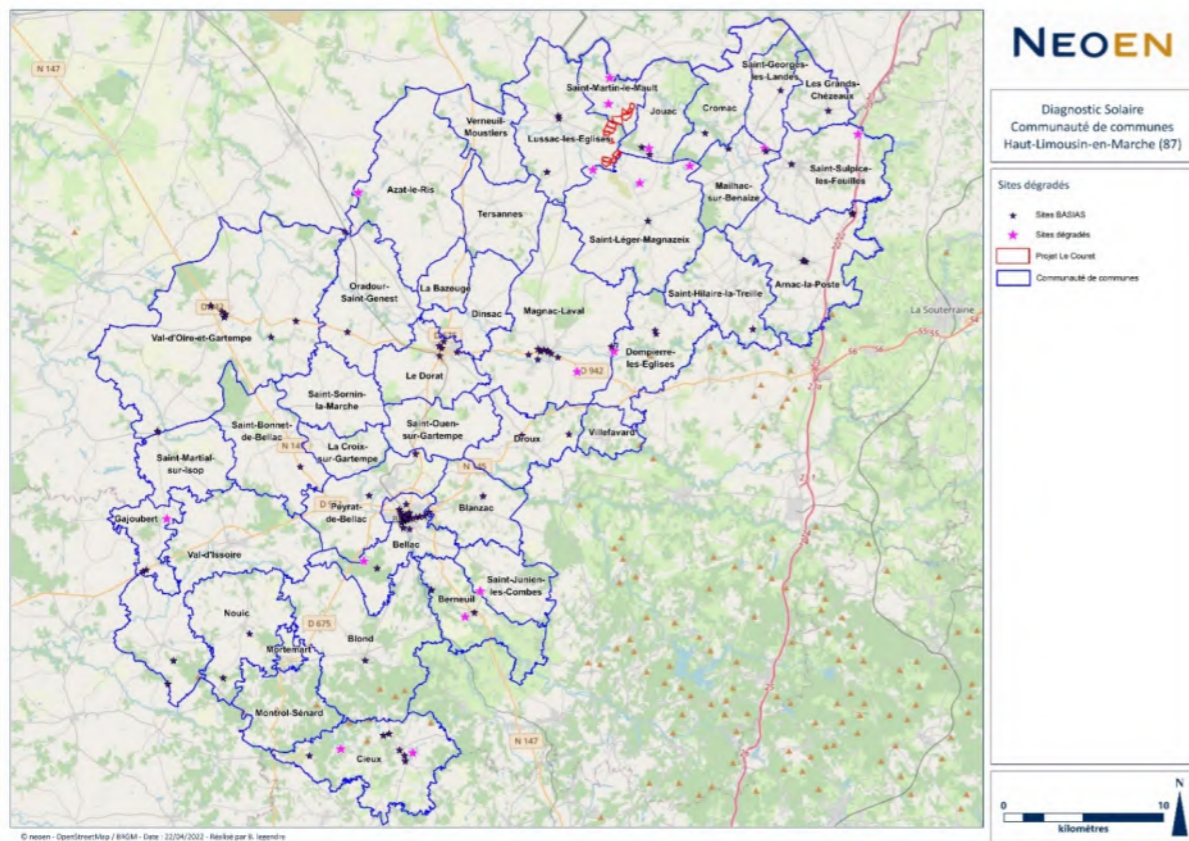 N 147
NEOEN
Diagnostic Solaire
Communauté de communes
Haut-Limousin-en-Marche (87)
Sites dégradés
Sites BASIAS
Sites dégradés
Projet Le Couret
Communauté de communes
Saint-Georges-
les-Landes
Les Grands-
Chézeaux
Saint-Martin-le-Mault
Jouac
Cromac
Verneuil-
Moustiers
Lussac-les-Eglises
Azat-le-Ris
Saint-Sulpice-
les-Feuilles
Mailhac-
sur-Benaize
Tersannes
Saint-Léger-Magnazeix
La Bazeuge
Oradour-
Saint-Genest
Saint-Hilaire-la-Treille
Arnac-la-Poste
La Souterraine
Dinsac
Magnac-Laval
Val-d'Oire-et-Gartempe
Dompierre-
les-Eglises
Le Dorat
D 942
Saint-Sornin-
la-Marche
Saint-Bonnet-
de-Bellac
Saint-Ouen-
sur-Gartempe
Droux
Villefavard
La Croix-
sur-Gartempe
Saint-Martial-
sur-Isop
N 145
Peyrat-
de-Bellac
Blanzac
Gajoubert
Val-d'Issoire
Bellac
Saint-Junien-
les-Combes
Berneuil
Nouic
D 675
Blond
Mortemart
Montrol-Sénard
N 147
Cieux
N
0 10
kilomètres
© neoen - OpenStreetMap / BRGM - Date : 22/04/2022 - Réalisé par B. legendre